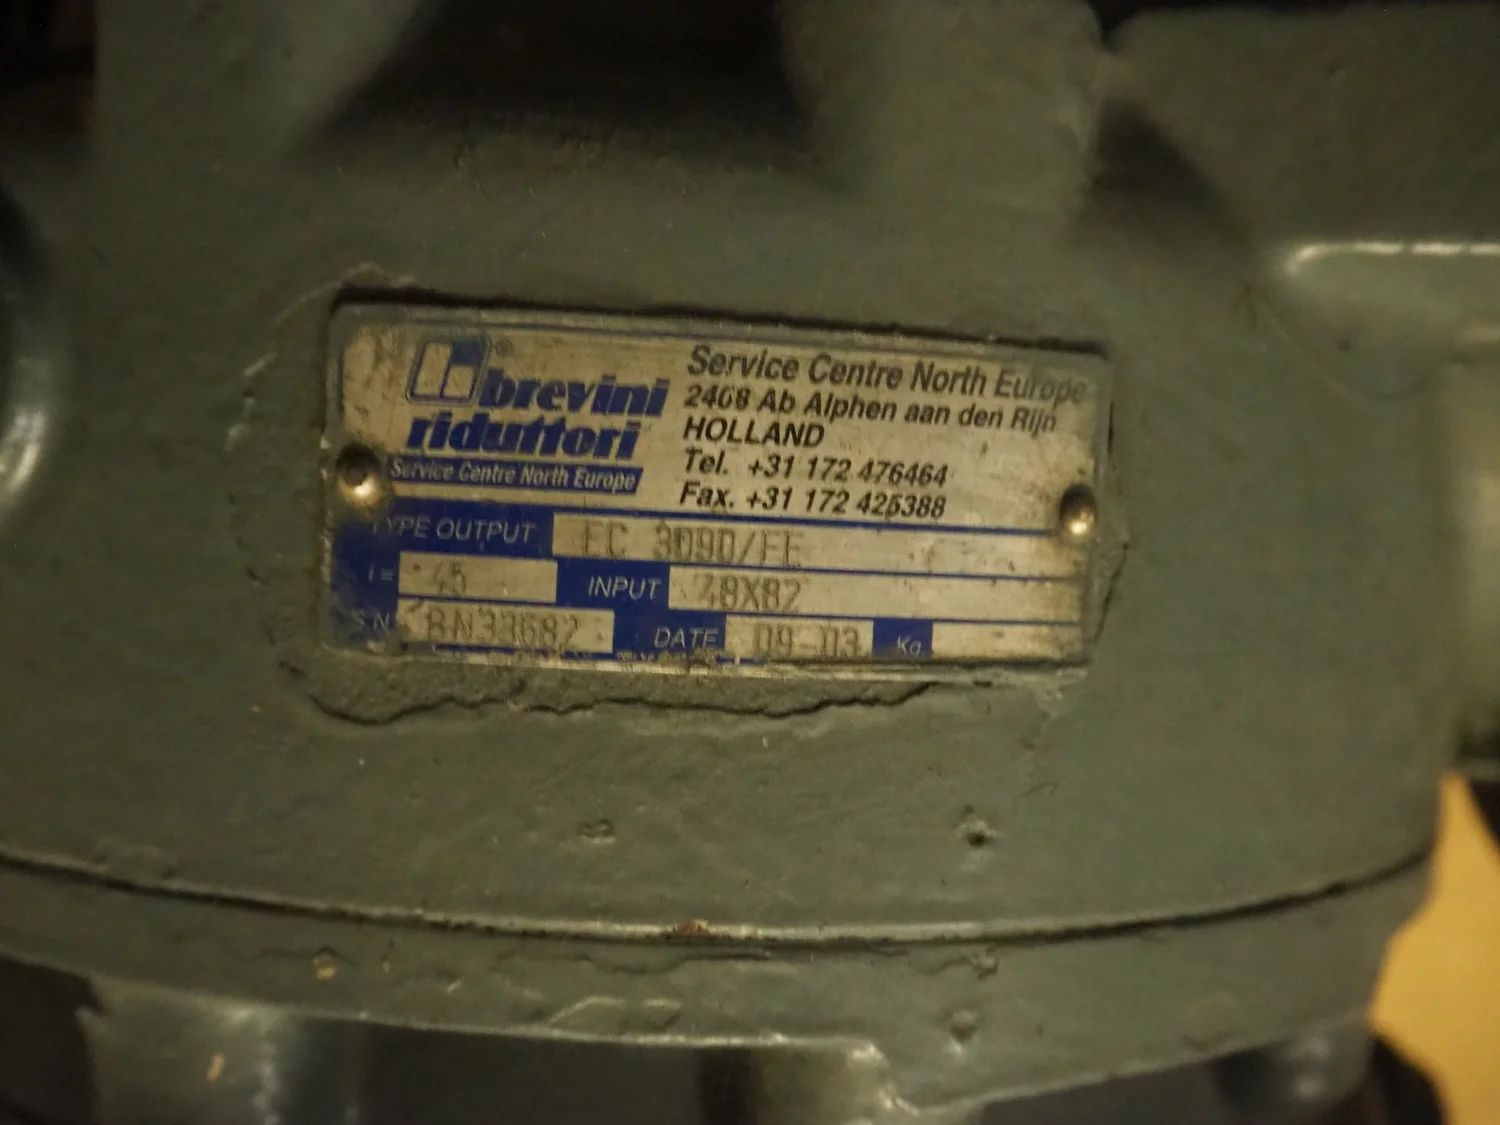 brevini ®
riduttori
Service Centre North Europe
Service Centre North Europe
2408 Ab Alphen aan den Rijn
HOLLAND
Tel. +31 172 476464
Fax. +31 172 425388
TYPE OUTPUT EC 3090/FE
i= 45 INPUT 48X82
S.N. BN33682 DATE 09-03 Kg.